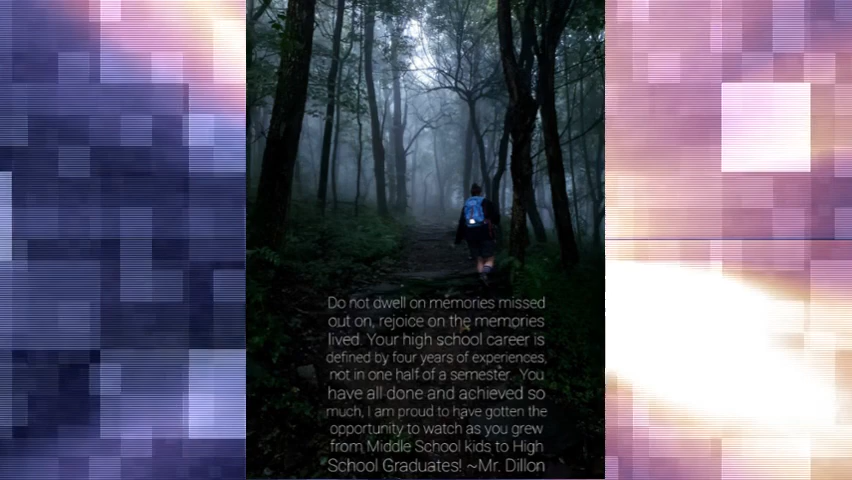 Do not dwell on memories missed
out on, rejoice on the memories
lived. Your high school career is
defined by four years of experiences,
not in one half of a semester. You
have all done and achieved so
much, I am proud to have gotten the
opportunity to watch as you grew
from Middle School kids to High
School Graduates! ~Mr. Dillon